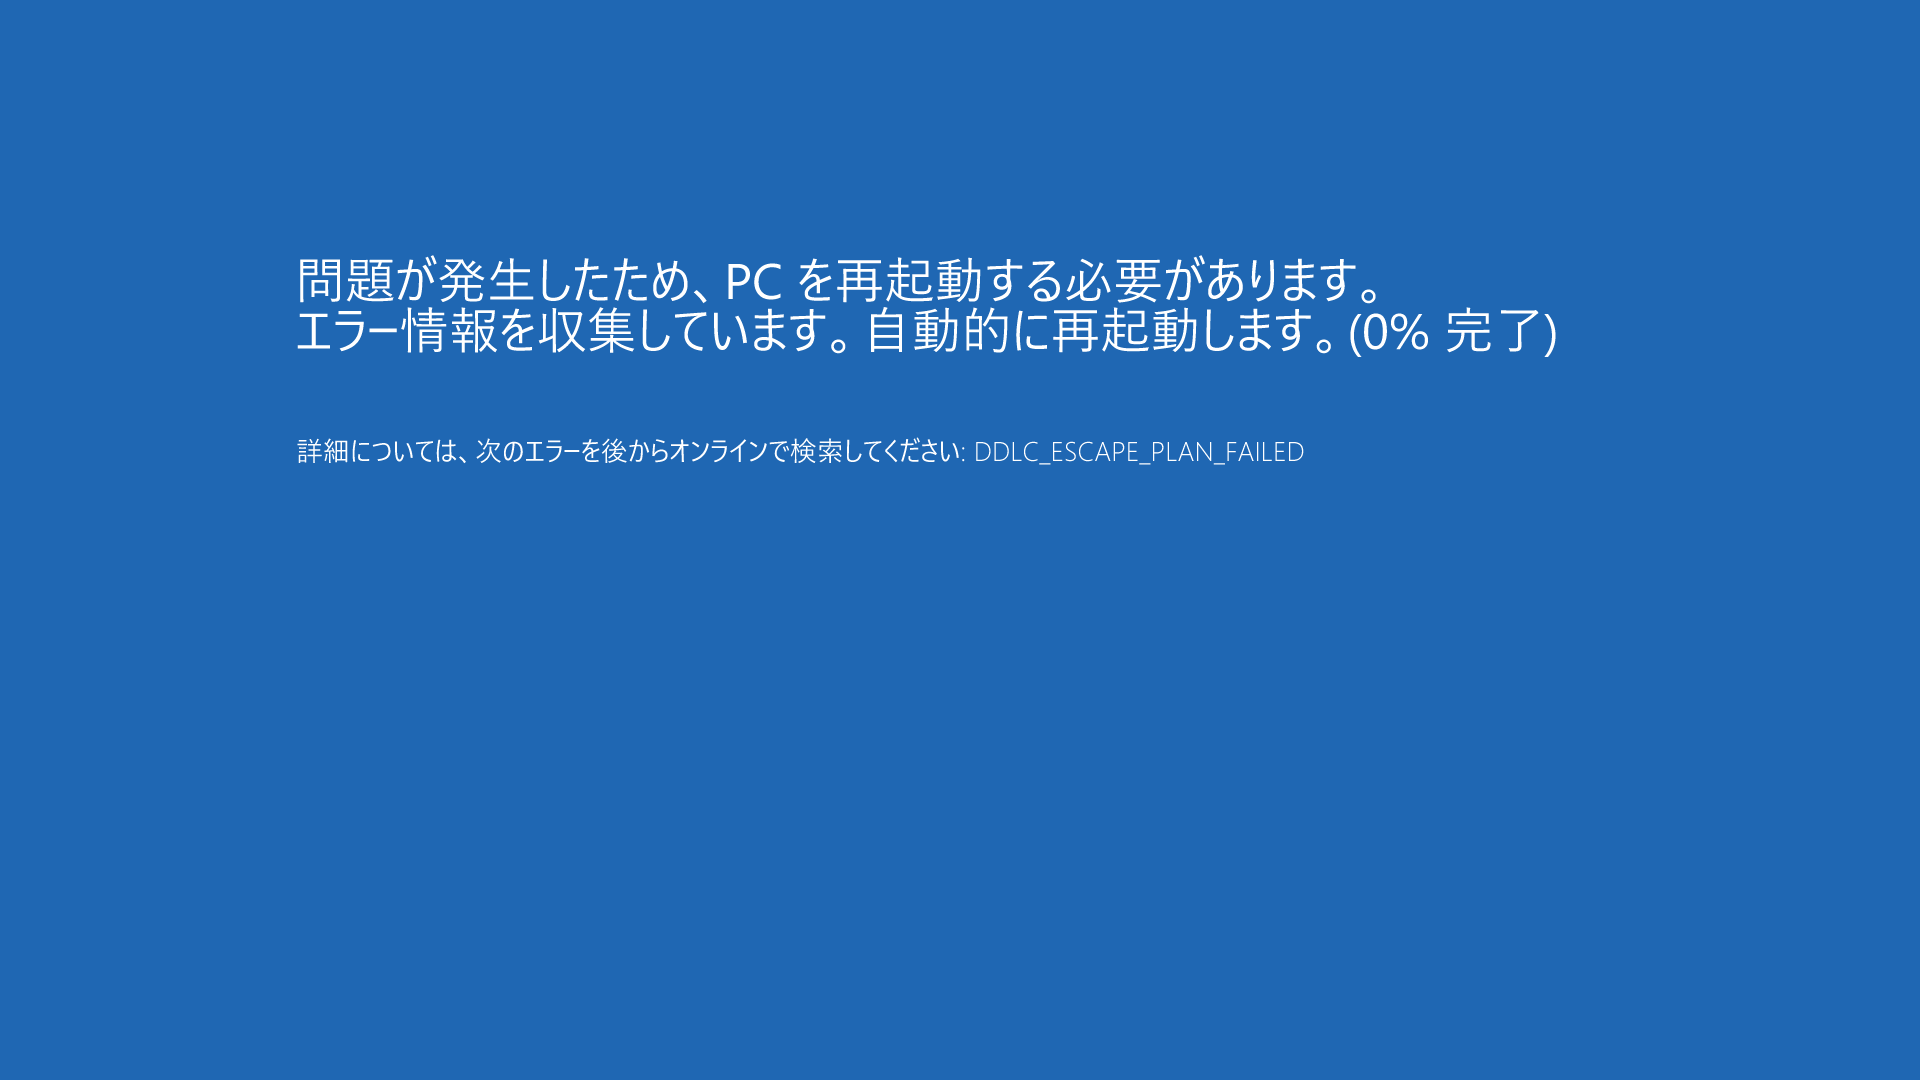 問題が発生したため、PC を再起動する必要があります。
エラー情報を収集しています。自動的に再起動します。(0% 完了)
詳細については、次のエラーを後からオンラインで検索してください: DDLC_ESCAPE_PLAN_FAILED